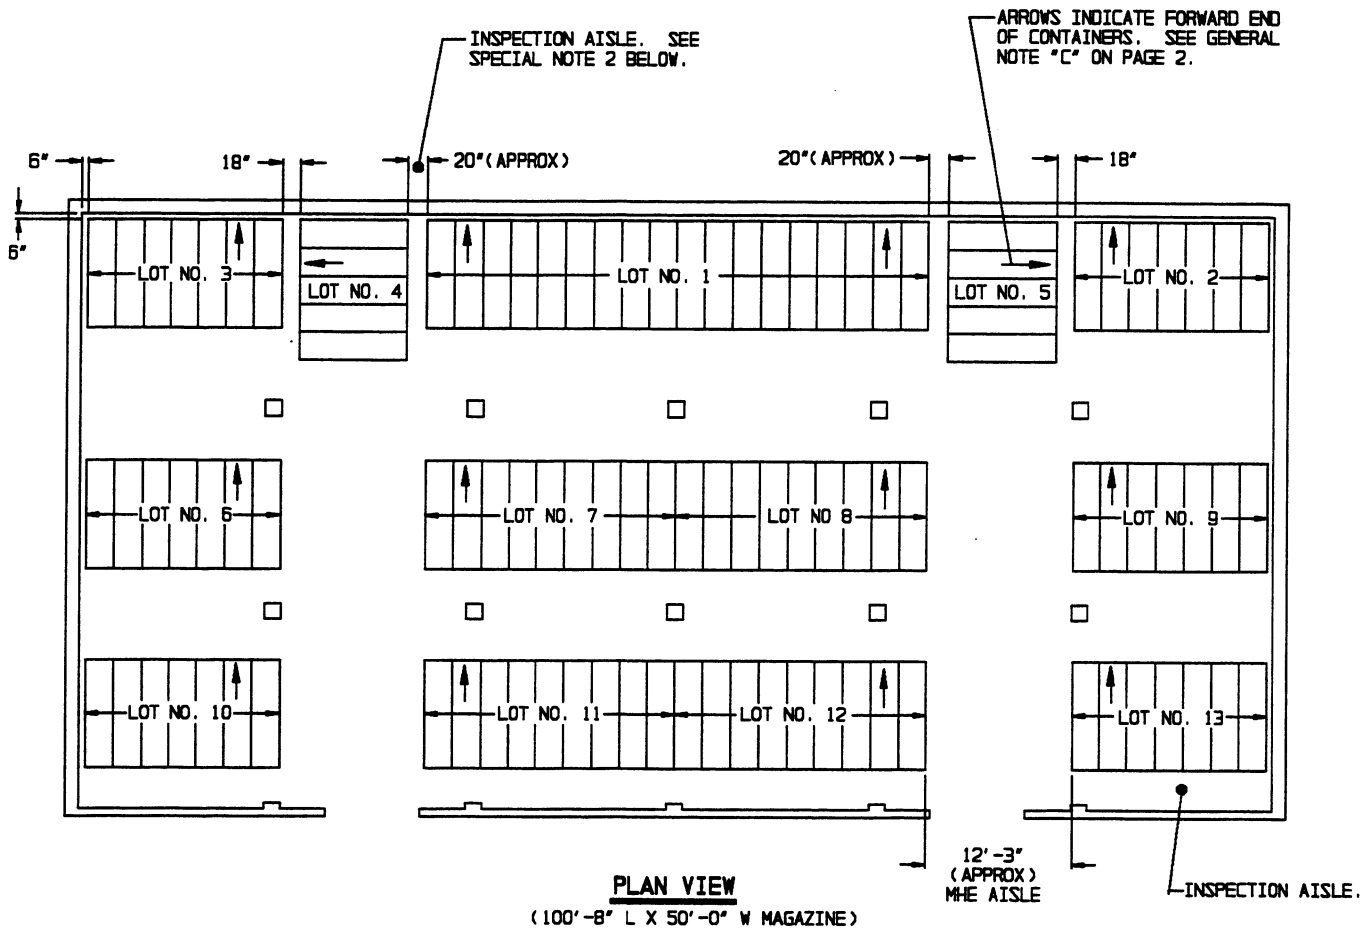 INSPECTION AISLE. SEE
SPECIAL NOTE 2 BELOW.
ARROWS INDICATE FORWARD END
OF CONTAINERS. SEE GENERAL
NOTE "C" ON PAGE 2.
6"
18"
20"(APPROX)
20"(APPROX)
18"
6"
LOT NO. 3
LOT NO. 4
LOT NO. 1
LOT NO. 5
LOT NO. 2
LOT NO. 6
LOT NO. 7
LOT NO 8
LOT NO. 9
LOT NO. 10
LOT NO. 11
LOT NO. 12
LOT NO. 13
12'-3"
(APPROX)
MHE AISLE
INSPECTION AISLE.
PLAN VIEW
(100'-8" L X 50'-0" W MAGAZINE)